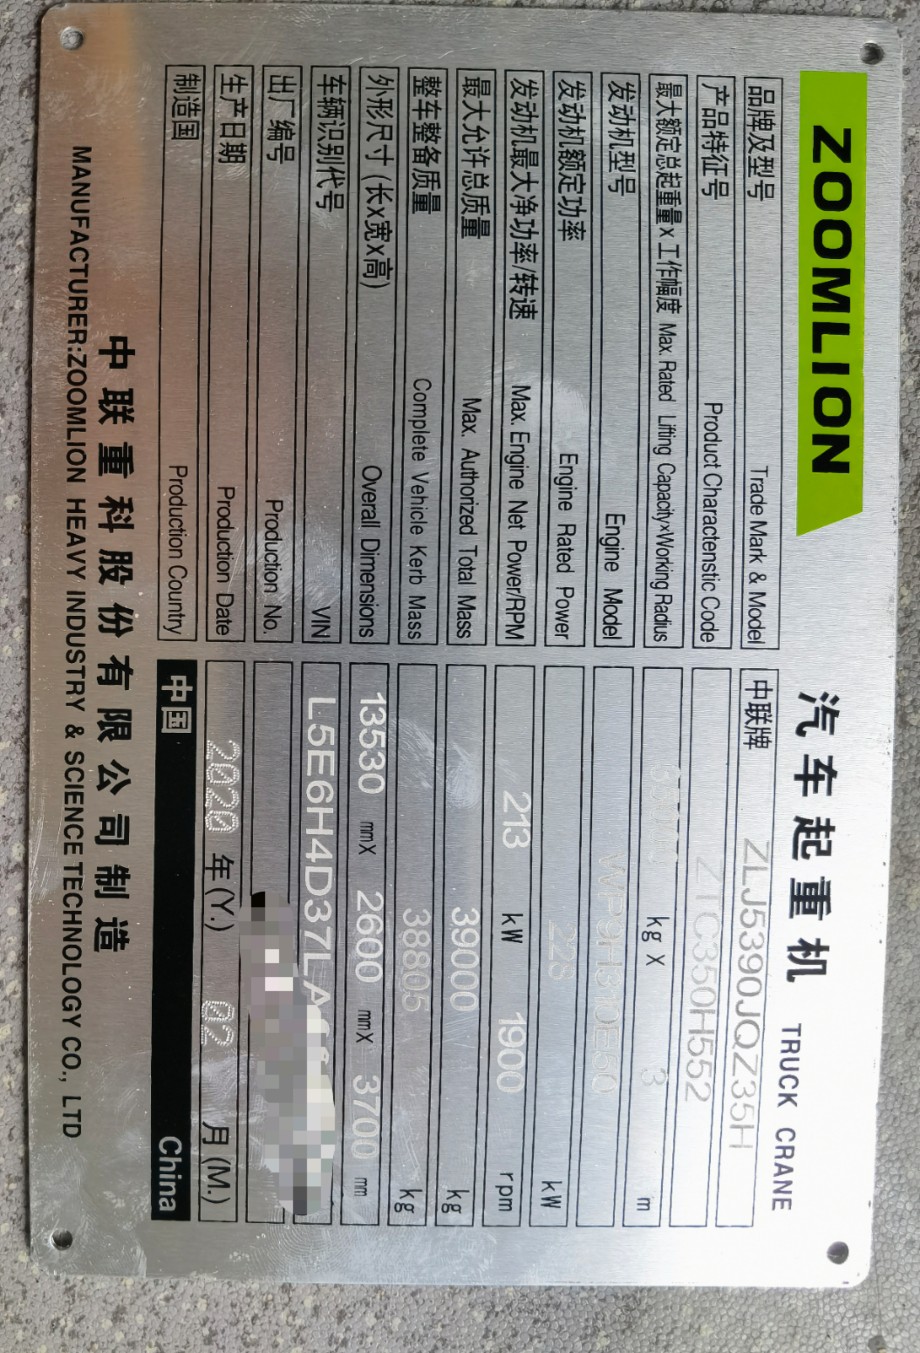 ZOOMLION
汽车起重机 TRUCK CRANE
品牌及型号 Trade Mark & Model 中联牌 ZLJ5390JQZ35H
产品特征号 Product Charactenstic Code ZTC350H552
最大额定总起重量x工作幅度 Max. Rated Lifting Capacity×Working Radius kg X 3 m
发动机型号 Engine Model
发动机额定功率 Engine Rated Power kW
发动机最大净功率/转速 Max. Engine Net Power/RPM 213 kW 1900 rpm
最大允许总质量 Max. Authorized Total Mass 39000 kg
整车整备质量 Complete Vehicle Kerb Mass 38805 kg
外形尺寸(长x宽x高) Overall Dimensions 13530 mmX 2600 mmX 3700 mm
车辆识别代号 VIN L5E6H4D37LA
出厂编号 Production No.
生产日期 Production Date 2020 年(Y.) 02 月(M.)
制造国 Production Country 中国 China
中联重科股份有限公司制造
MANUFACTURER:ZOOMLION HEAVY INDUSTRY & SCIENCE TECHNOLOGY CO., LTD